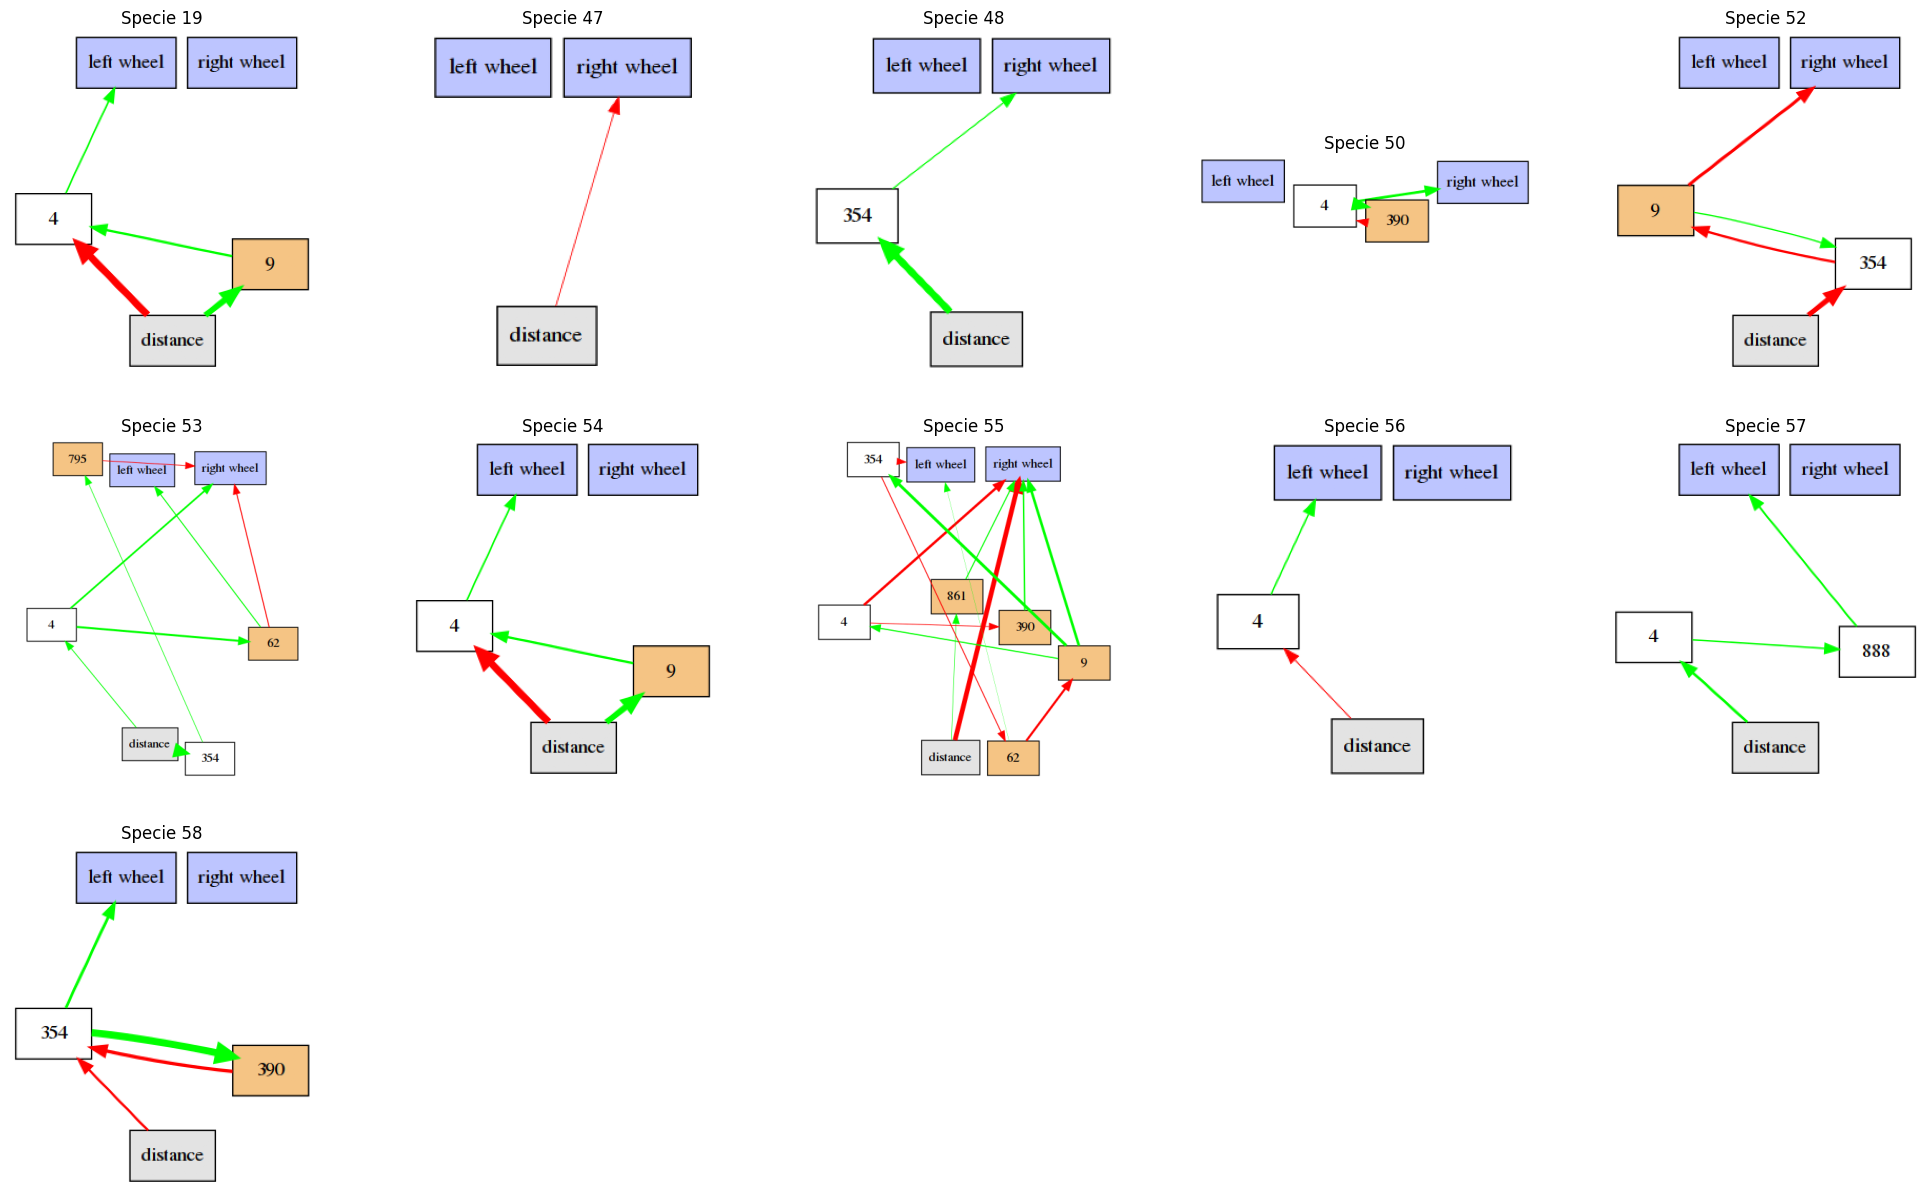 Specie 19
left wheel
right wheel
4
9
distance
Specie 47
left wheel
right wheel
distance
Specie 48
left wheel
right wheel
354
distance
Specie 50
left wheel
4
390
right wheel
Specie 52
left wheel
right wheel
9
354
distance
Specie 53
795
left wheel
right wheel
4
62
distance
354
Specie 54
left wheel
right wheel
4
9
distance
Specie 55
354
left wheel
right wheel
861
4
390
9
distance
62
Specie 56
left wheel
right wheel
4
distance
Specie 57
left wheel
right wheel
4
888
distance
Specie 58
left wheel
right wheel
354
390
distance